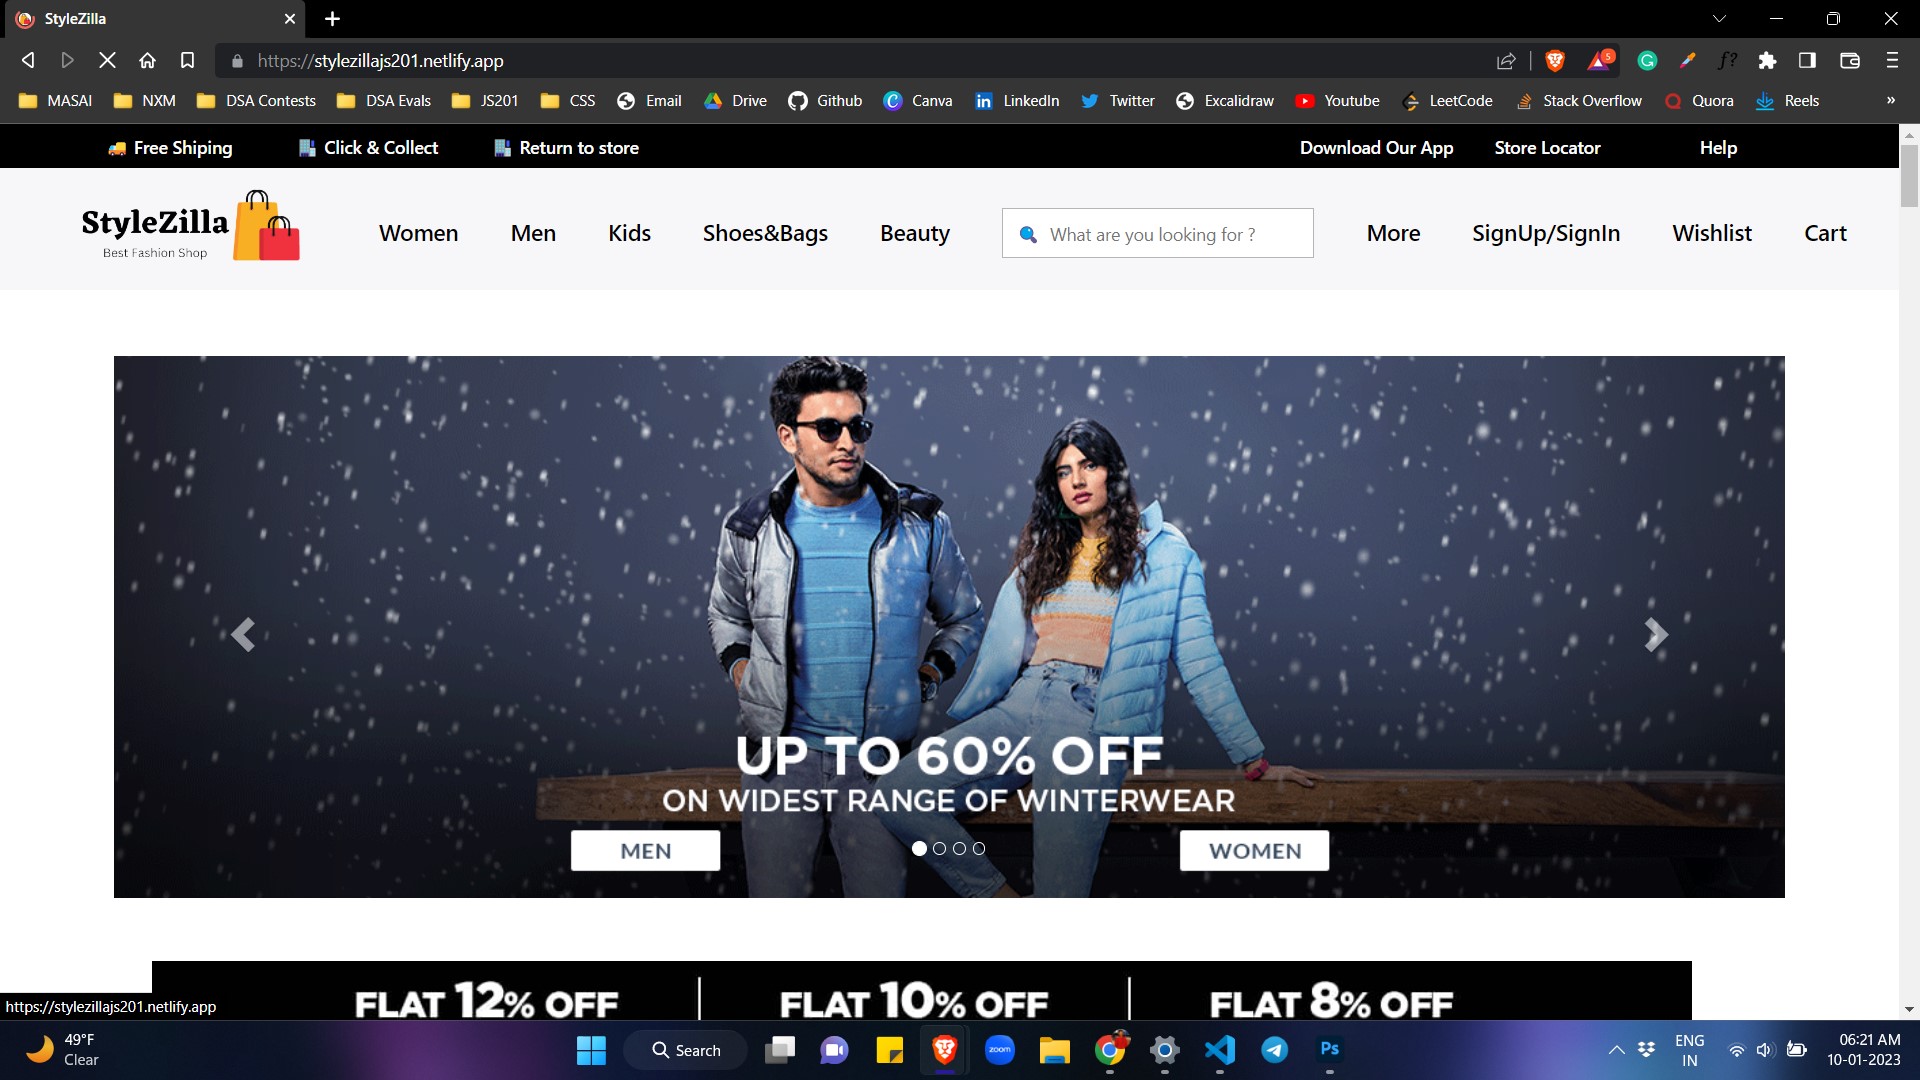 StyleZilla
https://stylezillajs201.netlify.app
5
MASAI NXM DSA Contests DSA Evals JS201 CSS Email Drive Github Canva LinkedIn Twitter Excalidraw Youtube LeetCode Stack Overflow Quora Reels »
Free Shiping Click & Collect Return to store Download Our App Store Locator Help
StyleZilla
Best Fashion Shop
Women Men Kids Shoes&Bags Beauty What are you looking for ? More SignUp/SignIn Wishlist Cart
UP TO 60% OFF
ON WIDEST RANGE OF WINTERWEAR
MEN WOMEN
FLAT 12% OFF FLAT 10% OFF FLAT 8% OFF
https://stylezillajs201.netlify.app
49°F
Clear
Search
zoom
Ps
ENG
IN
06:21 AM
10-01-2023